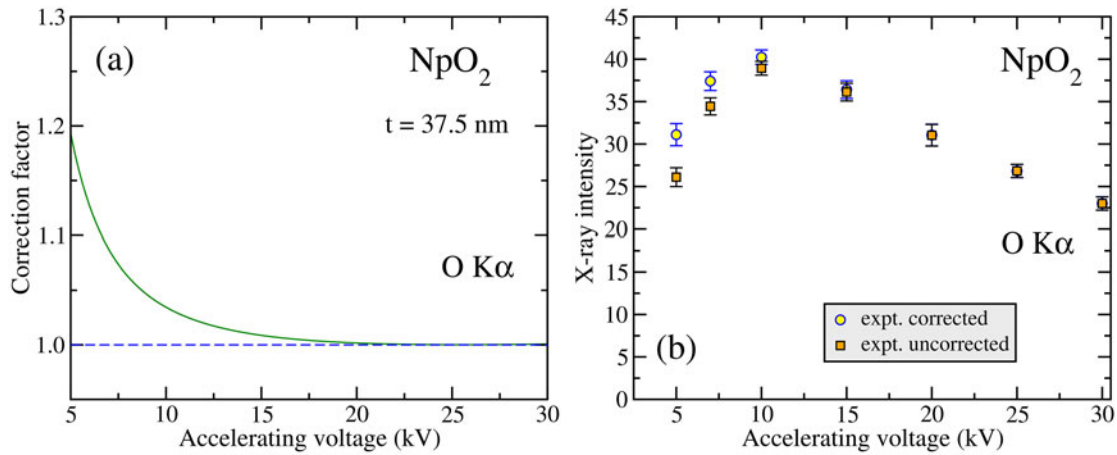 (a)
NpO2
t = 37.5 nm
O Kα
Correction factor
1.2
1.1
1.0
5 10 15 20 25 30
Accelerating voltage (kV)
NpO2
O Kα
X-ray intensity
45
40
35
30
25
20
15
10
5
0
expt. corrected
expt. uncorrected
(b)
5 10 15 20 25 30
Accelerating voltage (kV)